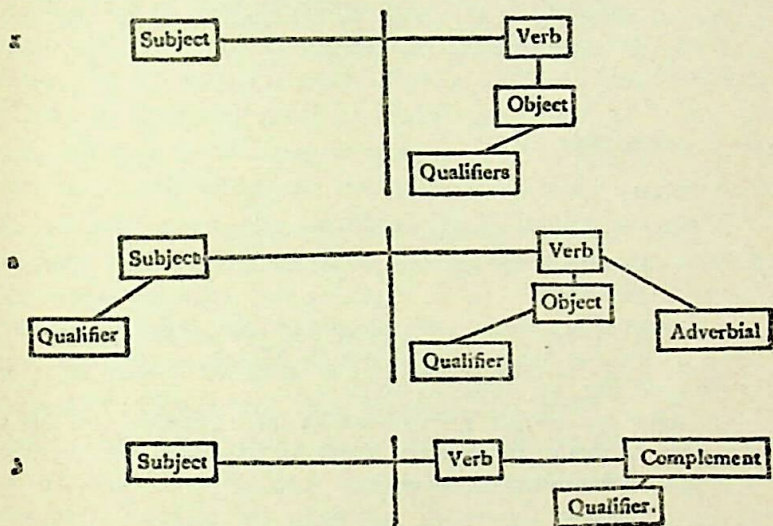 Subject Verb
Object
Qualifiers
Subject Verb
Object
Qualifier Adverbial
Qualifier
Subject Verb Complement
Qualifier.